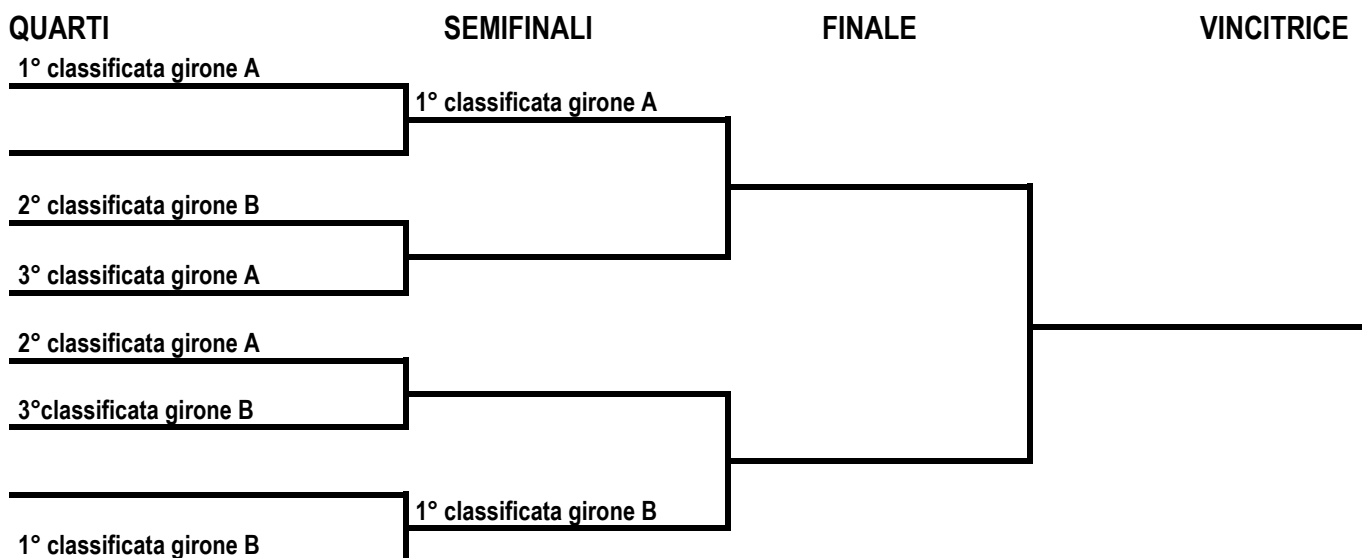 QUARTI SEMIFINALI FINALE VINCITRICE
1° classificata girone A
1° classificata girone A
2° classificata girone B
3° classificata girone A
2° classificata girone A
3°classificata girone B
1° classificata girone B
1° classificata girone B